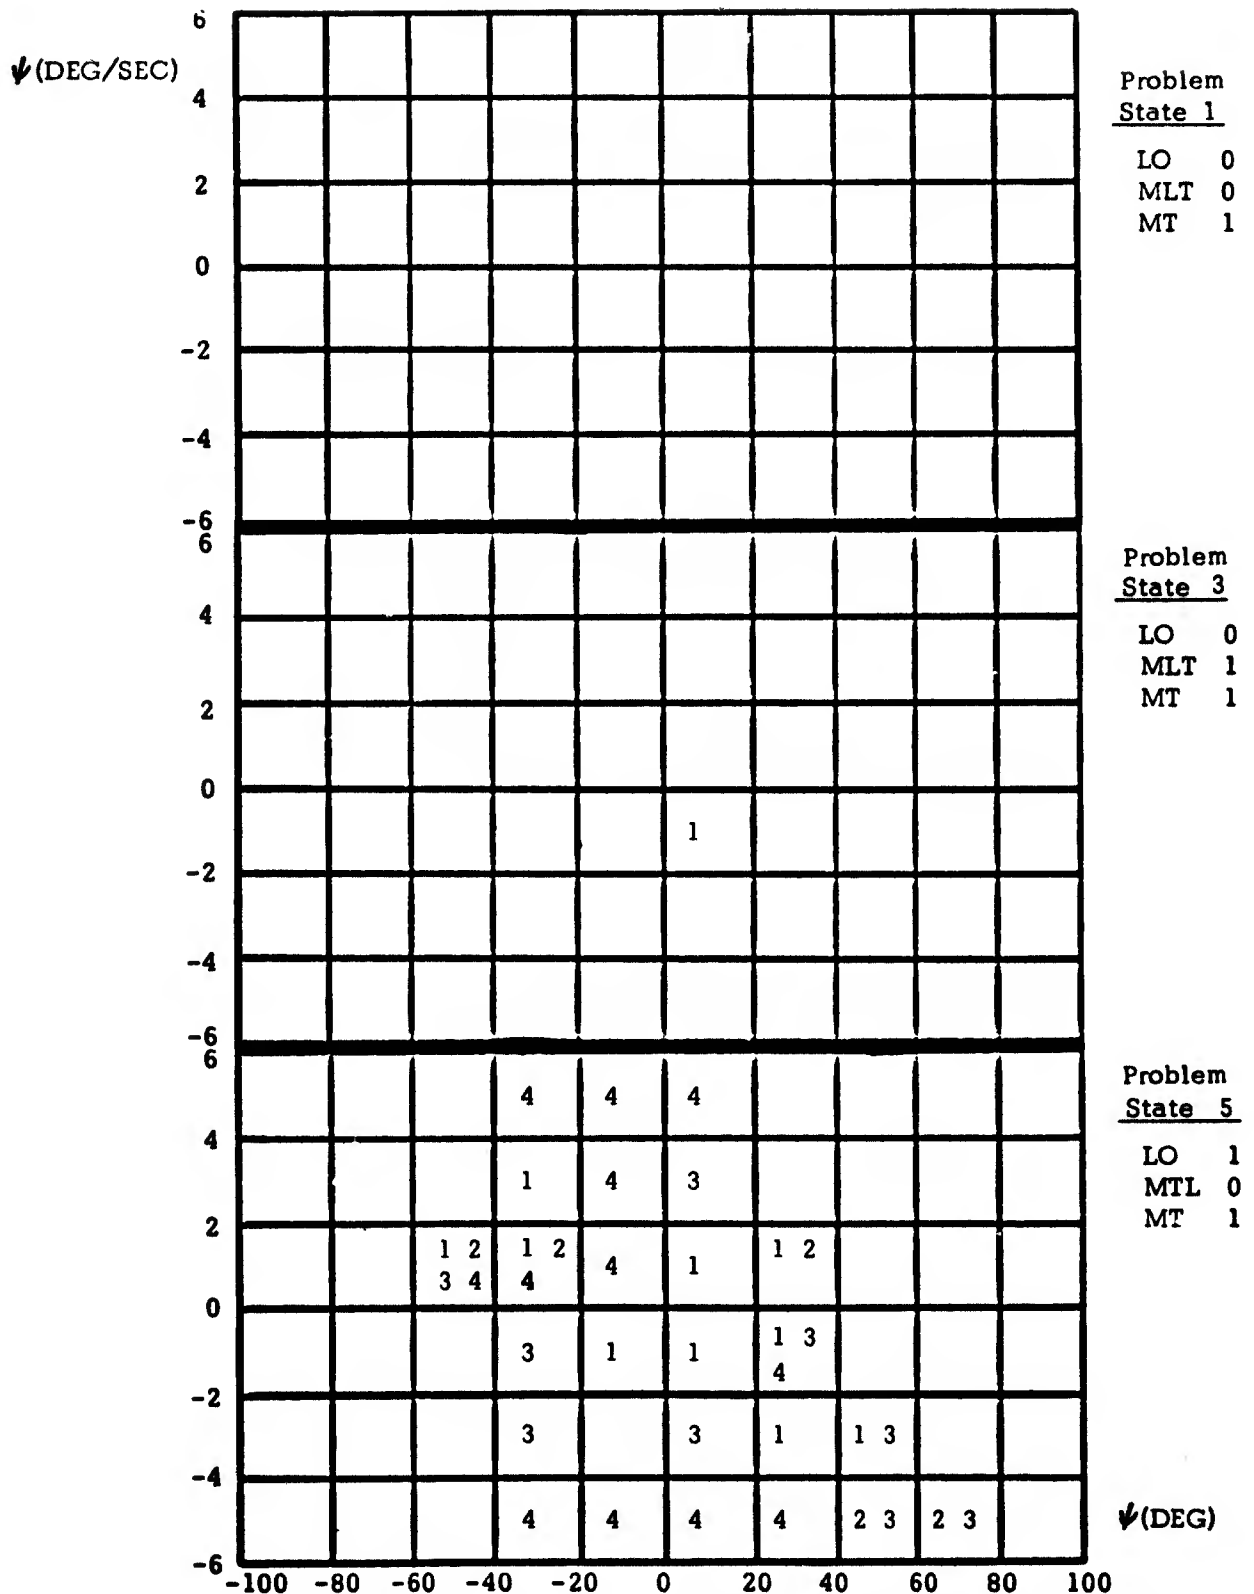 6
ψ(DEG/SEC)
4
2
0
-2
-4
-6
Problem
State 1
LO 0
MLT 0
MT 1
6
4
2
0
-2
-4
-6
1
Problem
State 3
LO 0
MLT 1
MT 1
6
4
2
0
-2
-4
-6
4 4 4
1 4 3
1 2 1 2 4 1 1 2
3 4 4
3 1 1 1 3
4
3 3 1 1 3
4 4 4 4 2 3 2 3
Problem
State 5
LO 1
MTL 0
MT 1
ψ(DEG)
-100 -80 -60 -40 -20 0 20 40 60 80 100